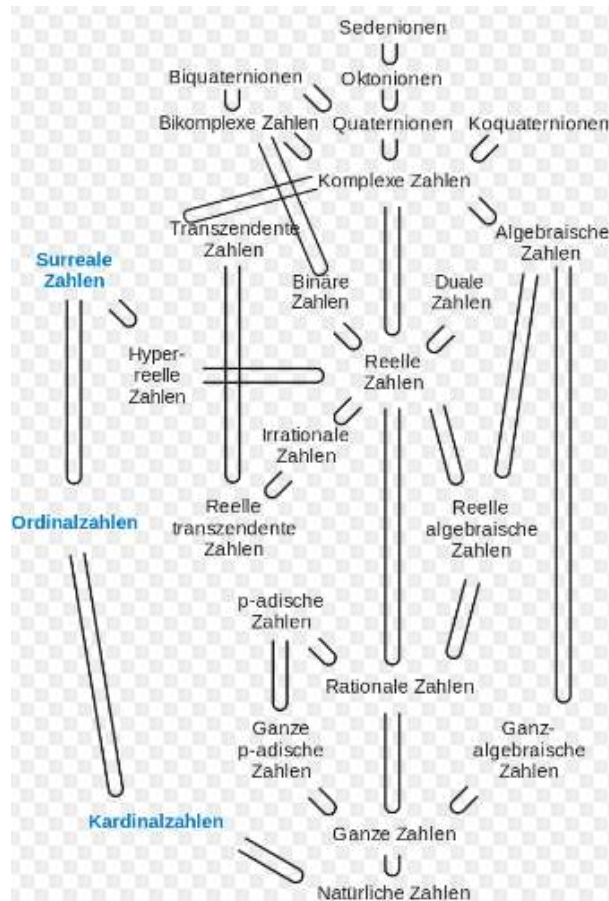 Sedenionen
Biquaternionen
Oktonionen
Bikomplexe Zahlen
Quaternionen
Koquaternionen
Komplexe Zahlen
Transzendente
Zahlen
Algebraische
Zahlen
Surreale
Zahlen
Binäre
Zahlen
Duale
Zahlen
Hyper-
reelle
Zahlen
Reelle
Zahlen
Irrationale
Zahlen
Reelle
transzendente
Zahlen
Reelle
algebraische
Zahlen
Ordinalzahlen
p-adische
Zahlen
Rationale Zahlen
Ganze
p-adische
Zahlen
Ganz-
algebraische
Zahlen
Kardinalzahlen
Ganze Zahlen
Natürliche Zahlen